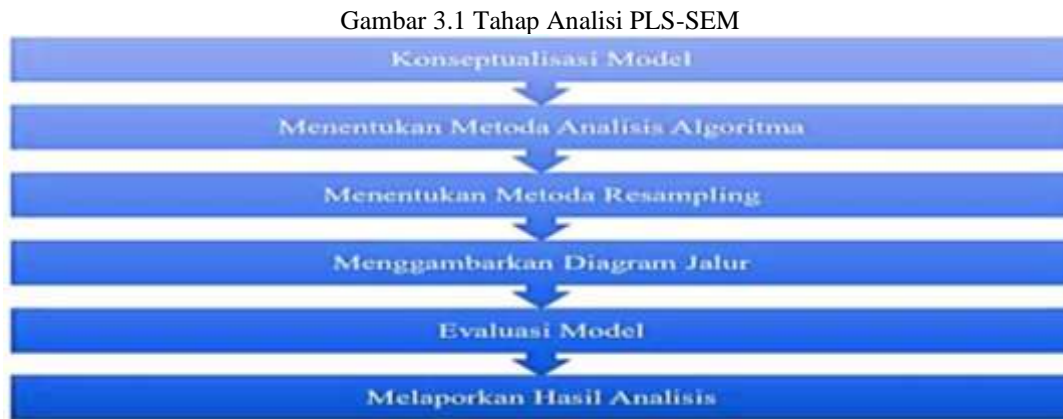 Gambar 3.1 Tahap Analisi PLS-SEM
Konseptualisasi Model
Menentukan Metoda Analisis Algoritma
Menentukan Metoda Resampling
Menggambarkan Diagram Jalur
Evaluasi Model
Melaporkan Hasil Analisis